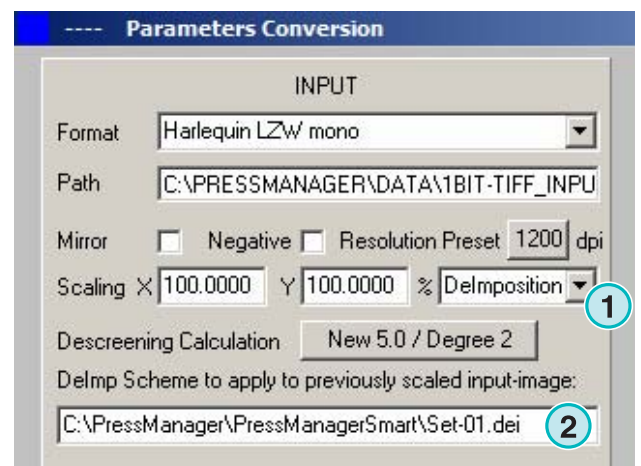 ---- Parameters Conversion
INPUT
Format Harlequin LZW mono
Path C:\PRESSMANAGER\DATA\1BIT-TIFF_INPU
Mirror Negative Resolution Preset 1200 dpi
Scaling X 100.0000 Y 100.0000 % DeImposition
1
Descreening Calculation New 5.0 / Degree 2
DeImp Scheme to apply to previously scaled input-image:
C:\PressManager\PressManagerSmart\Set-01.dei 2